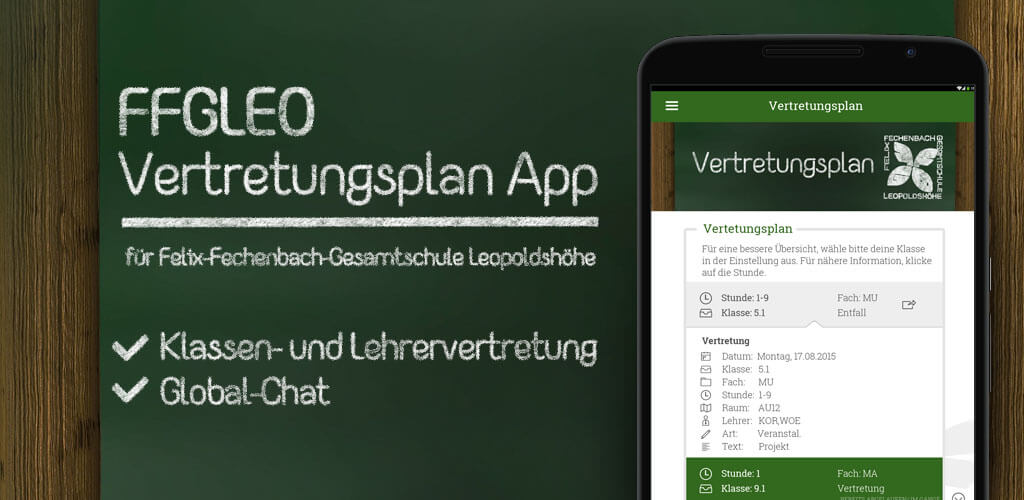 FFGLEO
Vertretungsplan App
für Felix-Fechenbach-Gesamtschule Leopoldshöhe
Klassen- und Lehrervertretung
Global-Chat
Vertretungsplan
Vertretungsplan
FELIX
FECHENBACH
GESAMTSCHULE
LEOPOLDSHÖHE
Vertetungsplan
Für eine bessere Übersicht, wähle bitte deine Klasse
in der Einstellung aus. Für nähere Information, klicke
auf die Stunde.
Stunde: 1-9 Fach: MU
Klasse: 5.1 Entfall
Vertretung
Datum: Montag, 17.08.2015
Klasse: 5.1
Fach: MU
Stunde: 1-9
Raum: AU12
Lehrer: KOR,WOE
Art: Veranstal.
Text: Projekt
Stunde: 1 Fach: MA
Klasse: 9.1 Vertretung